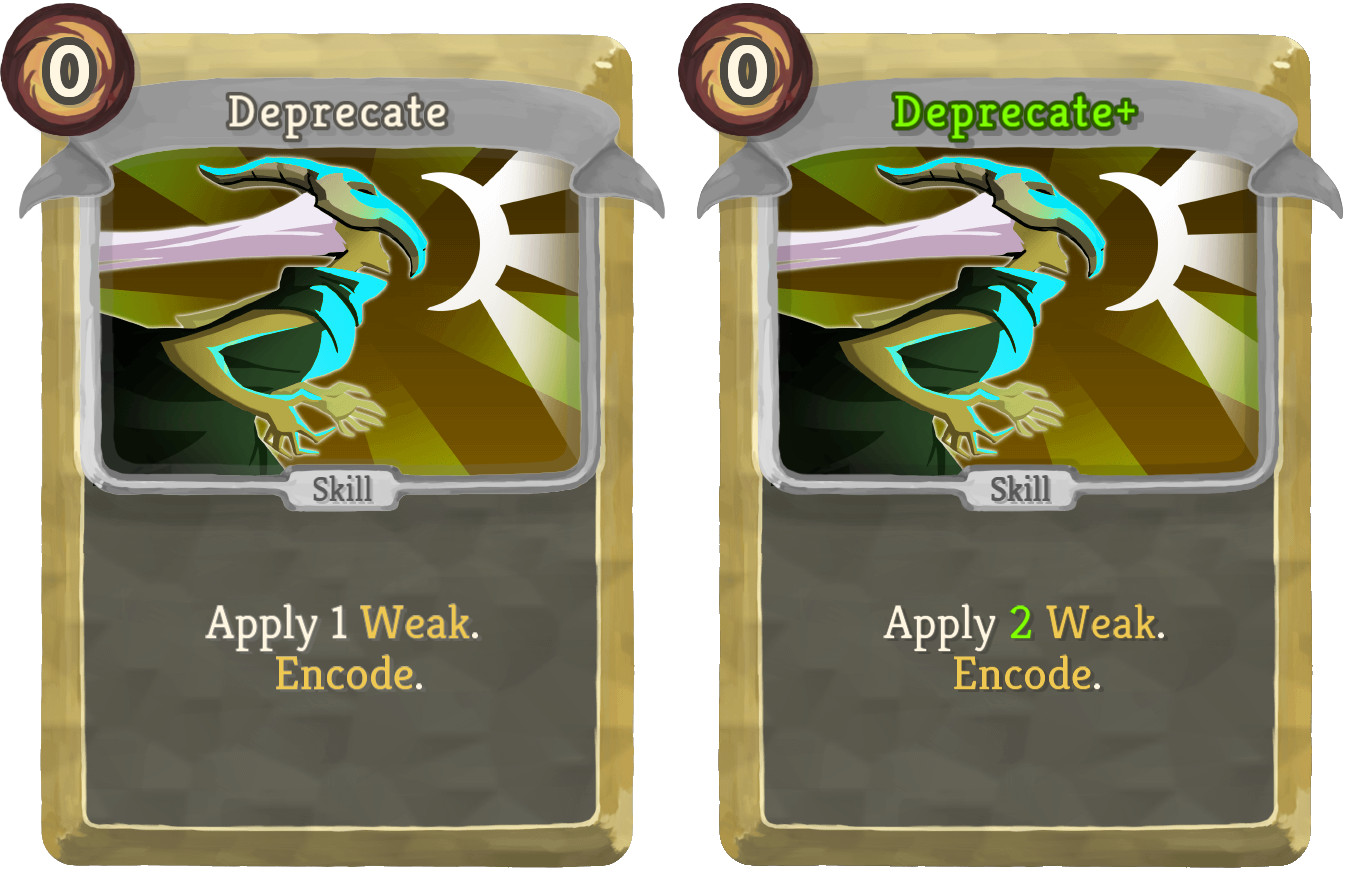 0
Deprecate
Skill
Apply 1 Weak.
Encode.
0
Deprecate+
Skill
Apply 2 Weak.
Encode.